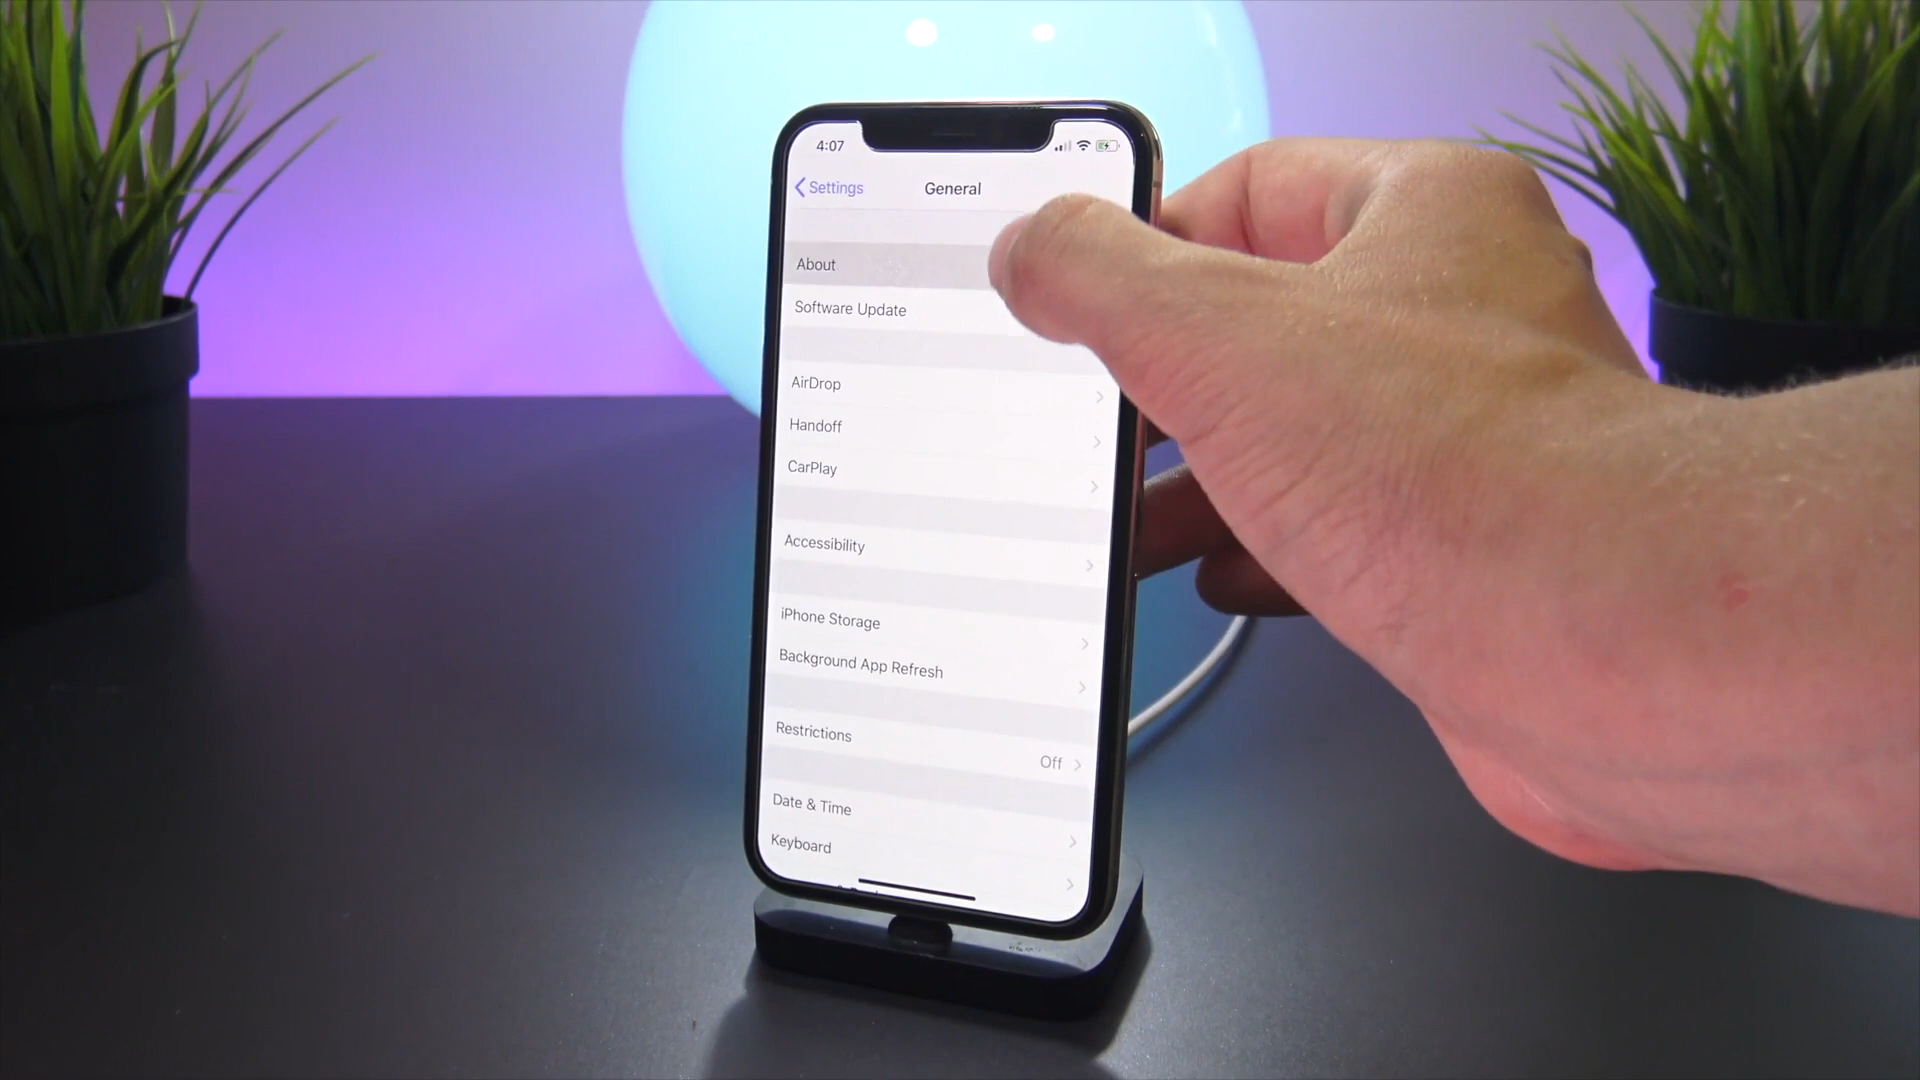 4:07
Settings
General
About
Software Update
AirDrop
Handoff
CarPlay
Accessibility
iPhone Storage
Background App Refresh
Restrictions
Off
Date & Time
Keyboard